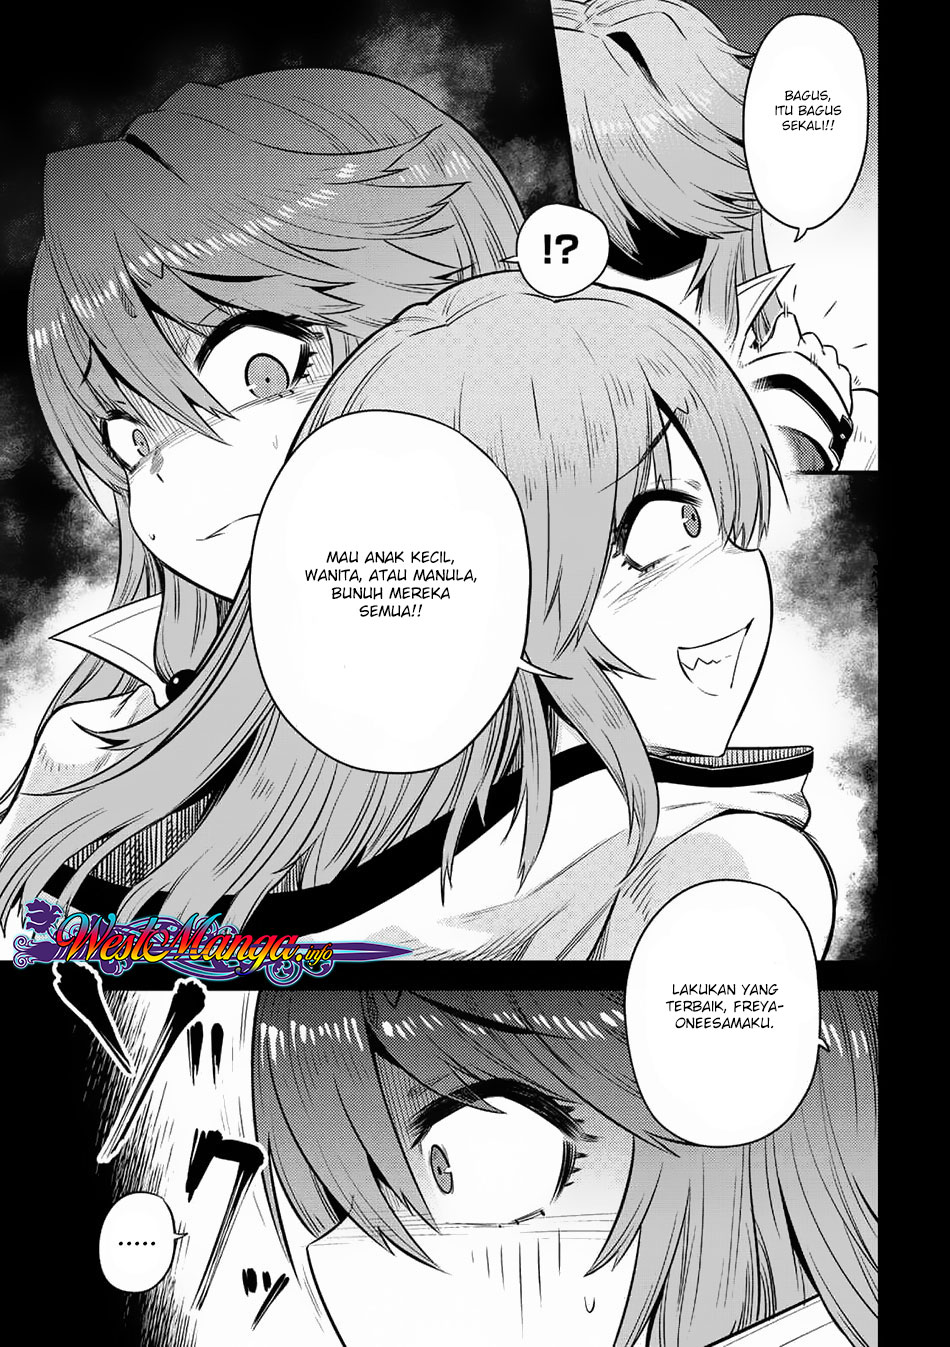 BAGUS,
ITU BAGUS
SEKALI!!
!?
MAU ANAK KECIL,
WANITA, ATAU MANULA,
BUNUH MEREKA
SEMUA!!
WestManga.info
LAKUKAN YANG
TERBAIK, FREYA-
ONEESAMAKU.
.....